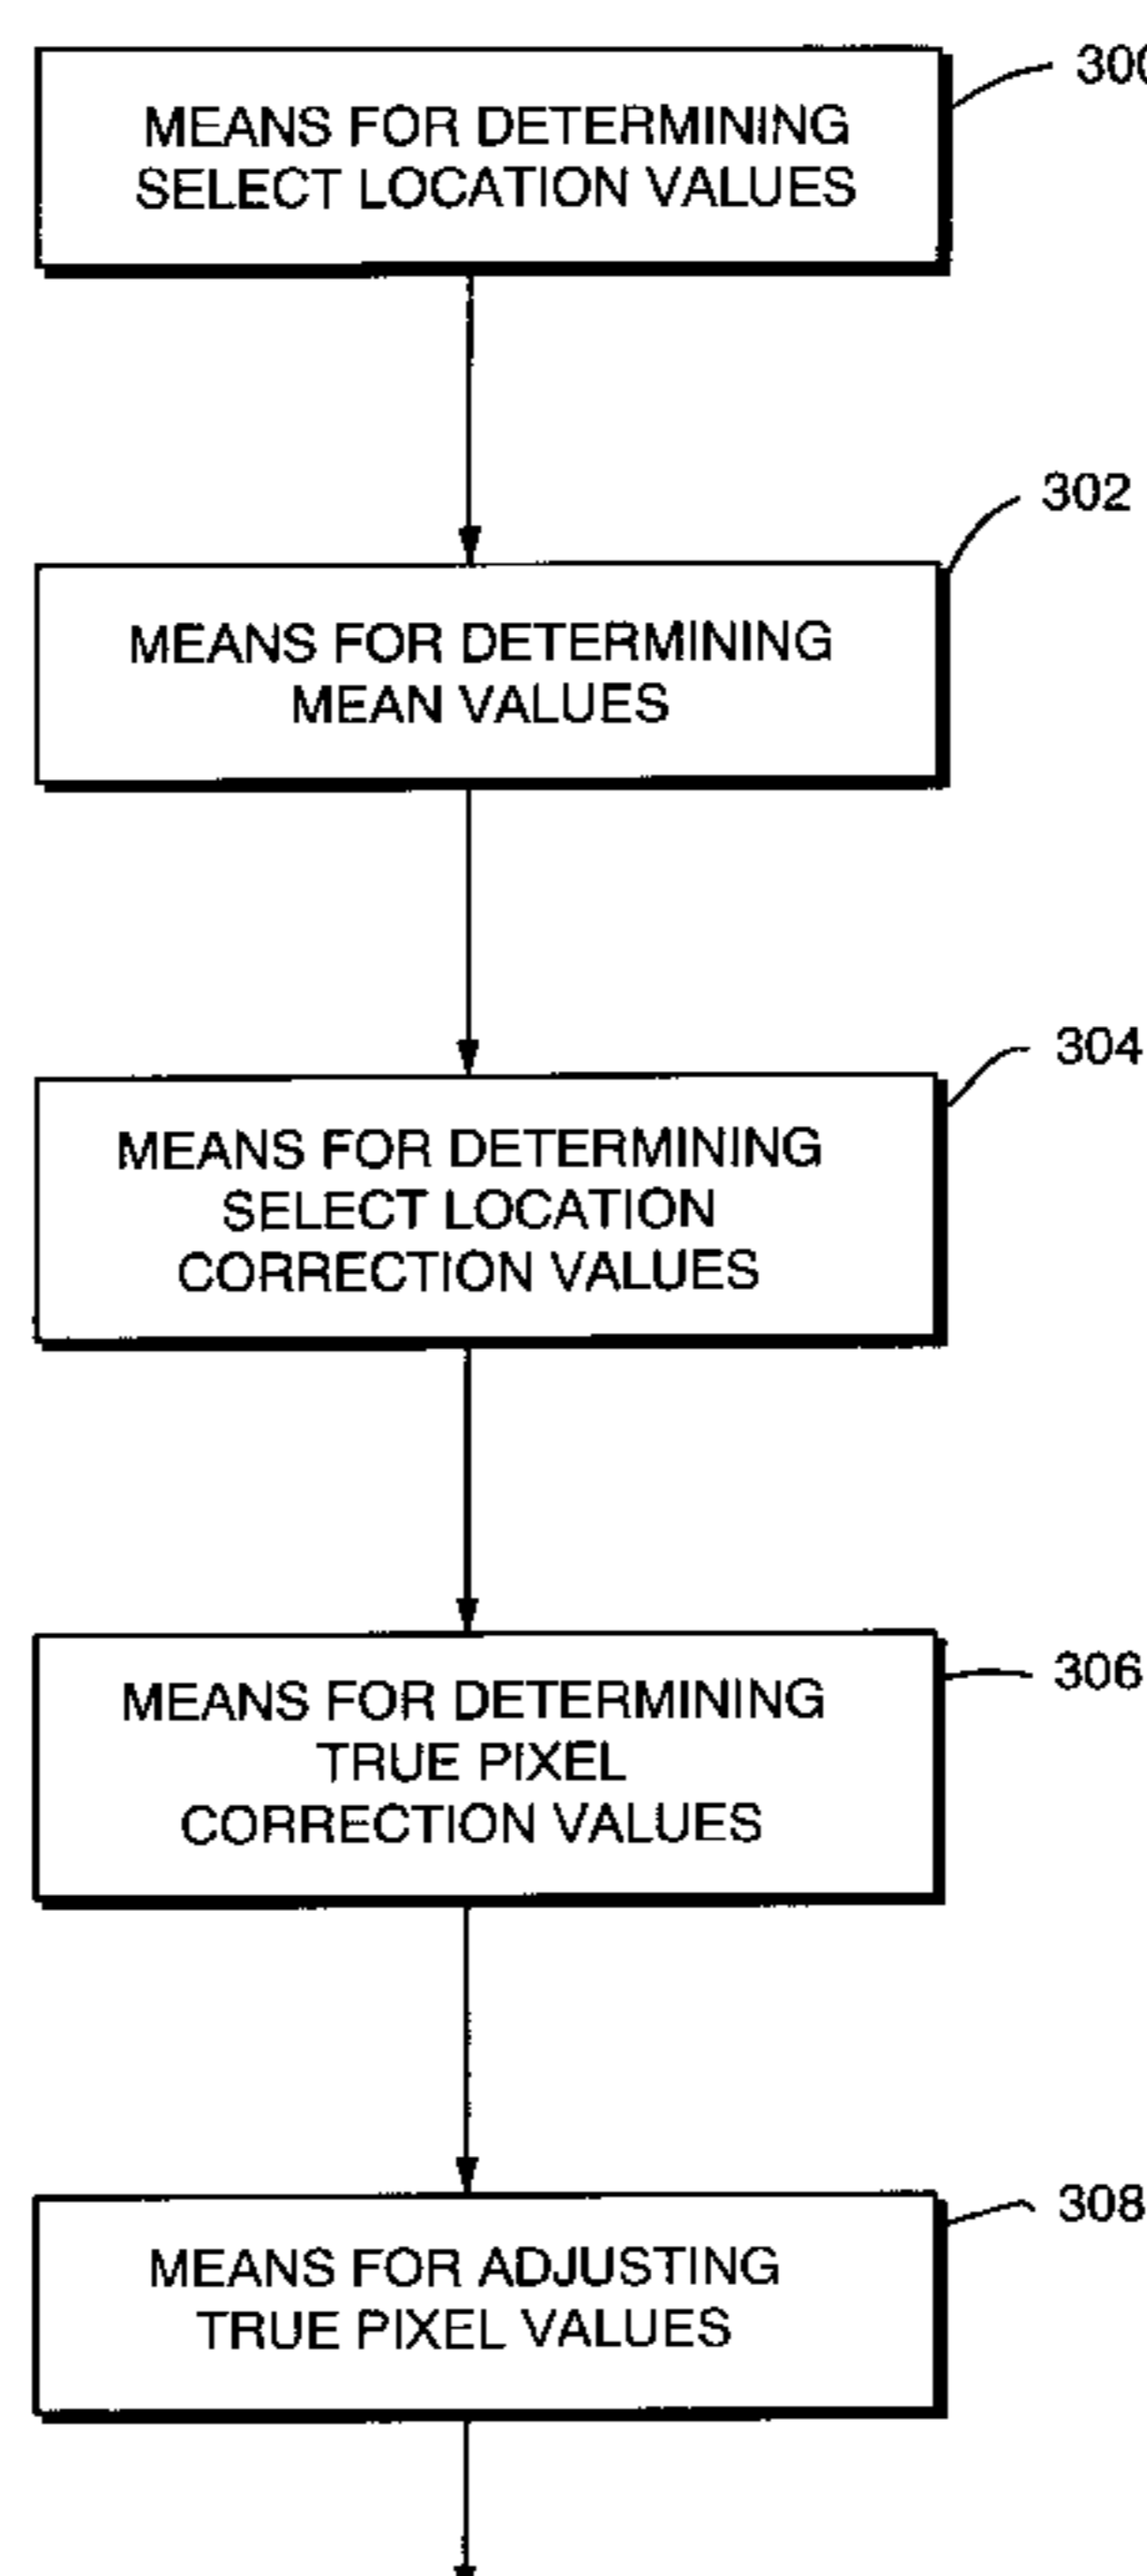 300
MEANS FOR DETERMINING
SELECT LOCATION VALUES
302
MEANS FOR DETERMINING
MEAN VALUES
304
MEANS FOR DETERMINING
SELECT LOCATION
CORRECTION VALUES
306
MEANS FOR DETERMINING
TRUE PIXEL
CORRECTION VALUES
308
MEANS FOR ADJUSTING
TRUE PIXEL VALUES